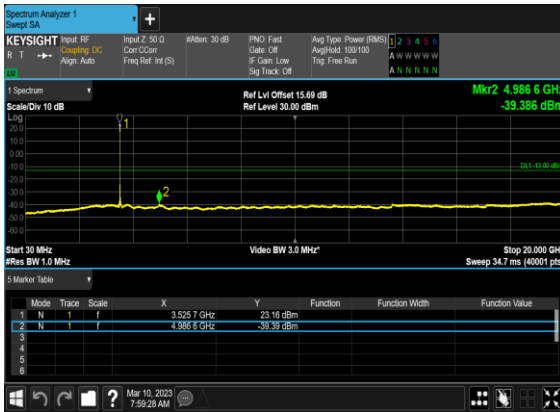 Spectrum Analyzer 1
Swept SA
KEYSIGHT
R T
Input: RF
Coupling: DC
Align: Auto
Input Z: 50 Ω
Corr CCorr
Freq Ref: Int (S)
#Atten: 30 dB
PNO: Fast
Gate: Off
IF Gain: Low
Sig Track: Off
Avg Type: Power (RMS)
Avg|Hold: 100/100
Trig: Free Run
1 2 3 4 5 6
A W W W W W
A N N N N N
1 Spectrum
Scale/Div 10 dB
Ref Lvl Offset 15.69 dB
Ref Level 30.00 dBm
Mkr2 4.986 6 GHz
-39.386 dBm
Log
20.0
10.0
0.00
-10.0
-20.0
-30.0
-40.0
-50.0
-60.0
1
2
DL1 -13.00 dBm
Start 30 MHz
#Res BW 1.0 MHz
Video BW 3.0 MHz*
Stop 20.000 GHz
Sweep 34.7 ms (40001 pts)
5 Marker Table
Mode Trace Scale X Y Function Function Width Function Value
1 N 1 f 3.525 7 GHz 23.16 dBm
2 N 1 f 4.986 6 GHz -39.39 dBm
3
4
5
6
Mar 10, 2023
7:59:28 AM